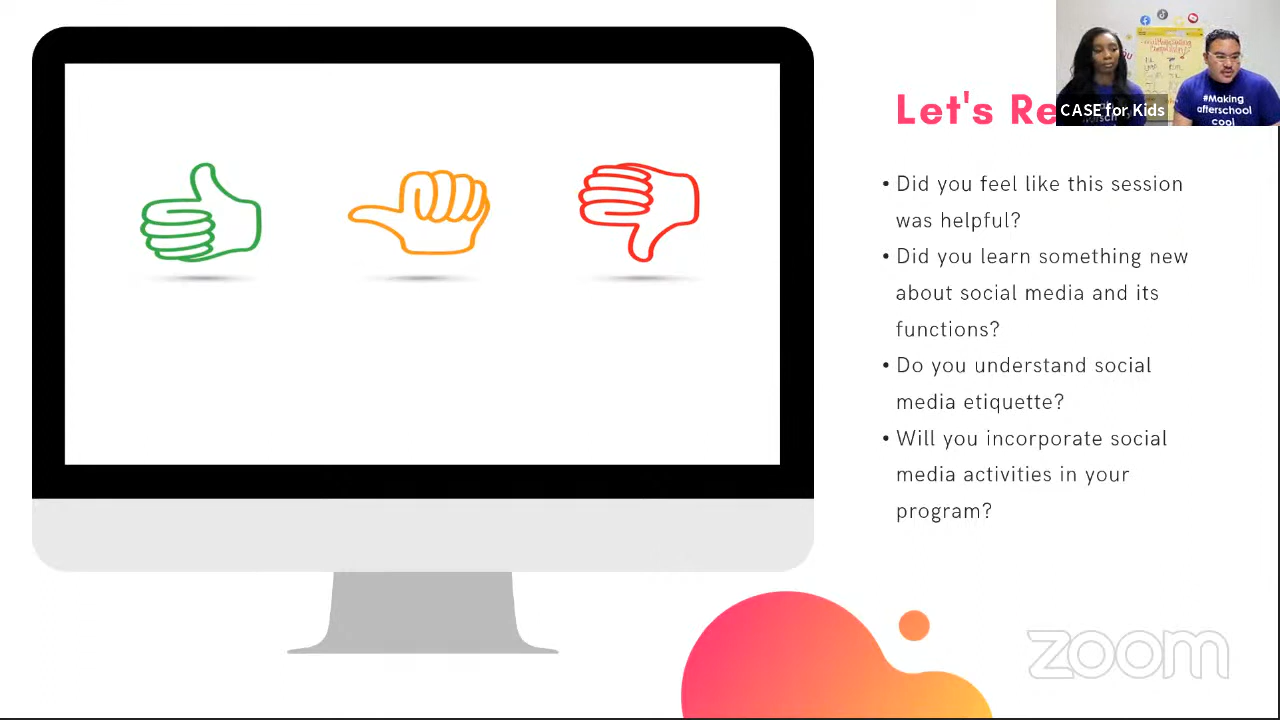 Let's Re
CASE for Kids
#Making
afterschool
cool
• Did you feel like this session
was helpful?
• Did you learn something new
about social media and its
functions?
• Do you understand social
media etiquette?
• Will you incorporate social
media activities in your
program?
zoom